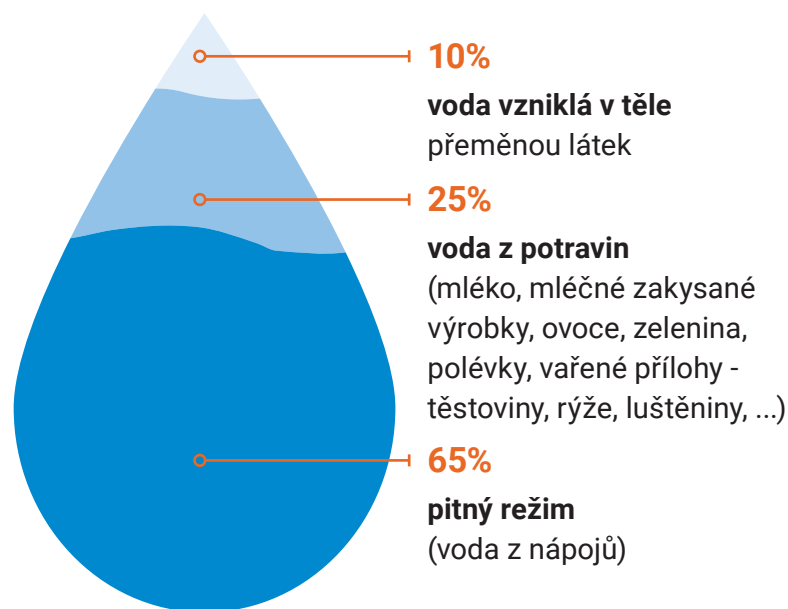 10%
voda vzniklá v těle
přeměnou látek
25%
voda z potravin
(mléko, mléčné zakysané
výrobky, ovoce, zelenina,
polévky, vařené přílohy -
těstoviny, rýže, luštěniny, ...)
65%
pitný režim
(voda z nápojů)